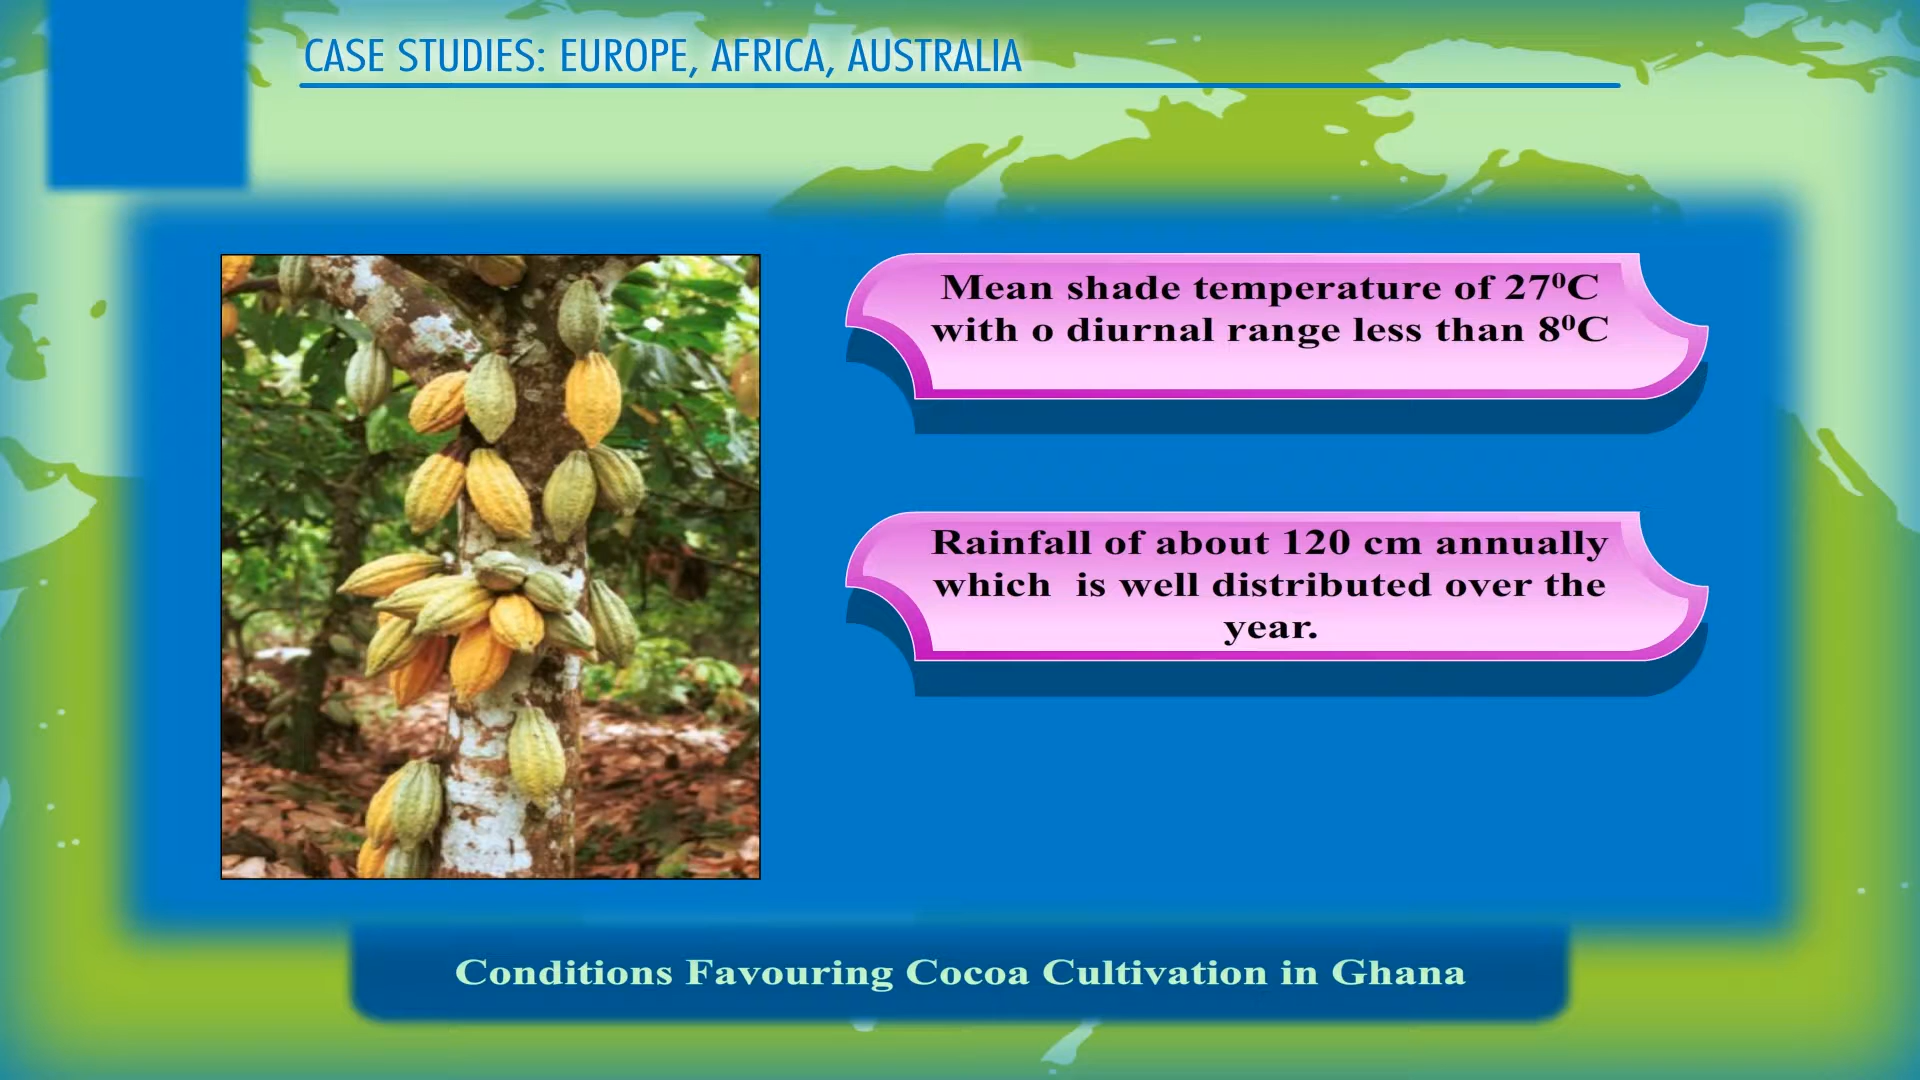 CASE STUDIES: EUROPE, AFRICA, AUSTRALIA
Mean shade temperature of 27⁰C
with o diurnal range less than 8⁰C
Rainfall of about 120 cm annually
which  is well distributed over the
year.
Conditions Favouring Cocoa Cultivation in Ghana